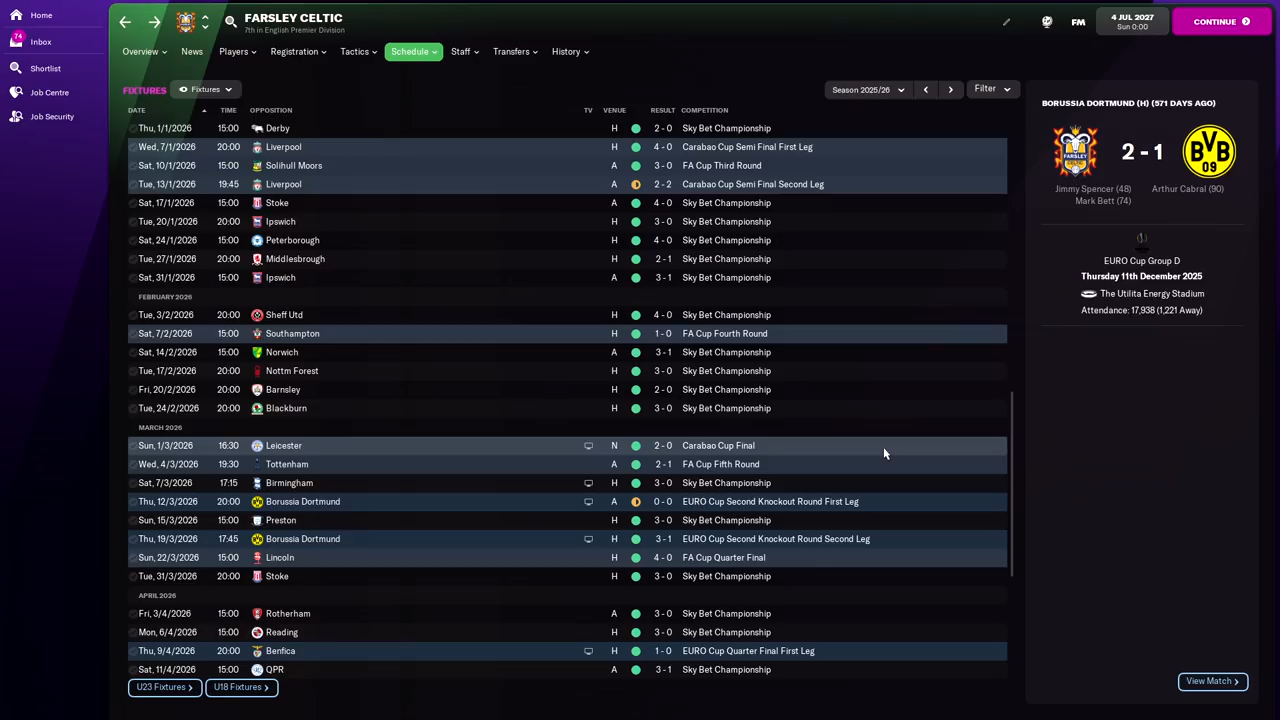 Home
74
Inbox
Shortlist
Job Centre
Job Security
FARSLEY CELTIC
7th in English Premier Division
FM
4 JUL 2027
Sun 0:00
CONTINUE
Overview
News
Players
Registration
Tactics
Schedule
Staff
Transfers
History
FIXTURES
Fixtures
Season 2025/26
Filter
DATE TIME OPPOSITION TV VENUE RESULT COMPETITION
Thu, 1/1/2026 15:00 Derby H 2 - 0 Sky Bet Championship
Wed, 7/1/2026 20:00 Liverpool H 4 - 0 Carabao Cup Semi Final First Leg
Sat, 10/1/2026 15:00 Solihull Moors A 3 - 0 FA Cup Third Round
Tue, 13/1/2026 19:45 Liverpool A 2 - 2 Carabao Cup Semi Final Second Leg
Sat, 17/1/2026 15:00 Stoke A 4 - 0 Sky Bet Championship
Tue, 20/1/2026 20:00 Ipswich H 3 - 0 Sky Bet Championship
Sat, 24/1/2026 15:00 Peterborough H 4 - 0 Sky Bet Championship
Tue, 27/1/2026 20:00 Middlesbrough H 2 - 1 Sky Bet Championship
Sat, 31/1/2026 15:00 Ipswich A 3 - 1 Sky Bet Championship
FEBRUARY 2026
Tue, 3/2/2026 20:00 Sheff Utd H 4 - 0 Sky Bet Championship
Sat, 7/2/2026 15:00 Southampton H 1 - 0 FA Cup Fourth Round
Sat, 14/2/2026 15:00 Norwich A 3 - 1 Sky Bet Championship
Tue, 17/2/2026 20:00 Nottm Forest H 3 - 0 Sky Bet Championship
Fri, 20/2/2026 20:00 Barnsley H 2 - 0 Sky Bet Championship
Tue, 24/2/2026 20:00 Blackburn H 3 - 0 Sky Bet Championship
MARCH 2026
Sun, 1/3/2026 16:30 Leicester N 2 - 0 Carabao Cup Final
Wed, 4/3/2026 19:30 Tottenham A 2 - 1 FA Cup Fifth Round
Sat, 7/3/2026 17:15 Birmingham H 3 - 0 Sky Bet Championship
Thu, 12/3/2026 20:00 Borussia Dortmund A 0 - 0 EURO Cup Second Knockout Round First Leg
Sun, 15/3/2026 15:00 Preston H 3 - 0 Sky Bet Championship
Thu, 19/3/2026 17:45 Borussia Dortmund H 3 - 1 EURO Cup Second Knockout Round Second Leg
Sun, 22/3/2026 15:00 Lincoln H 4 - 0 FA Cup Quarter Final
Tue, 31/3/2026 20:00 Stoke H 3 - 0 Sky Bet Championship
APRIL 2026
Fri, 3/4/2026 15:00 Rotherham A 3 - 0 Sky Bet Championship
Mon, 6/4/2026 15:00 Reading H 3 - 0 Sky Bet Championship
Thu, 9/4/2026 20:00 Benfica H 1 - 0 EURO Cup Quarter Final First Leg
Sat, 11/4/2026 15:00 QPR A 3 - 1 Sky Bet Championship
U23 Fixtures
U18 Fixtures
BORUSSIA DORTMUND (H) (571 DAYS AGO)
FARSLEY
2 - 1
BVB
09
Jimmy Spencer (48) Arthur Cabral (90)
Mark Bett (74)
EURO Cup Group D
Thursday 11th December 2025
The Utilita Energy Stadium
Attendance: 17,938 (1,221 Away)
View Match